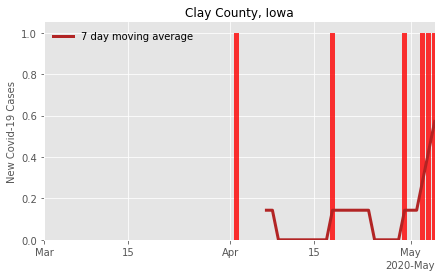 Clay County, Iowa
7 day moving average
New Covid-19 Cases
1.0
0.8
0.6
0.4
0.2
0.0
Mar
15
Apr
15
May
2020-May